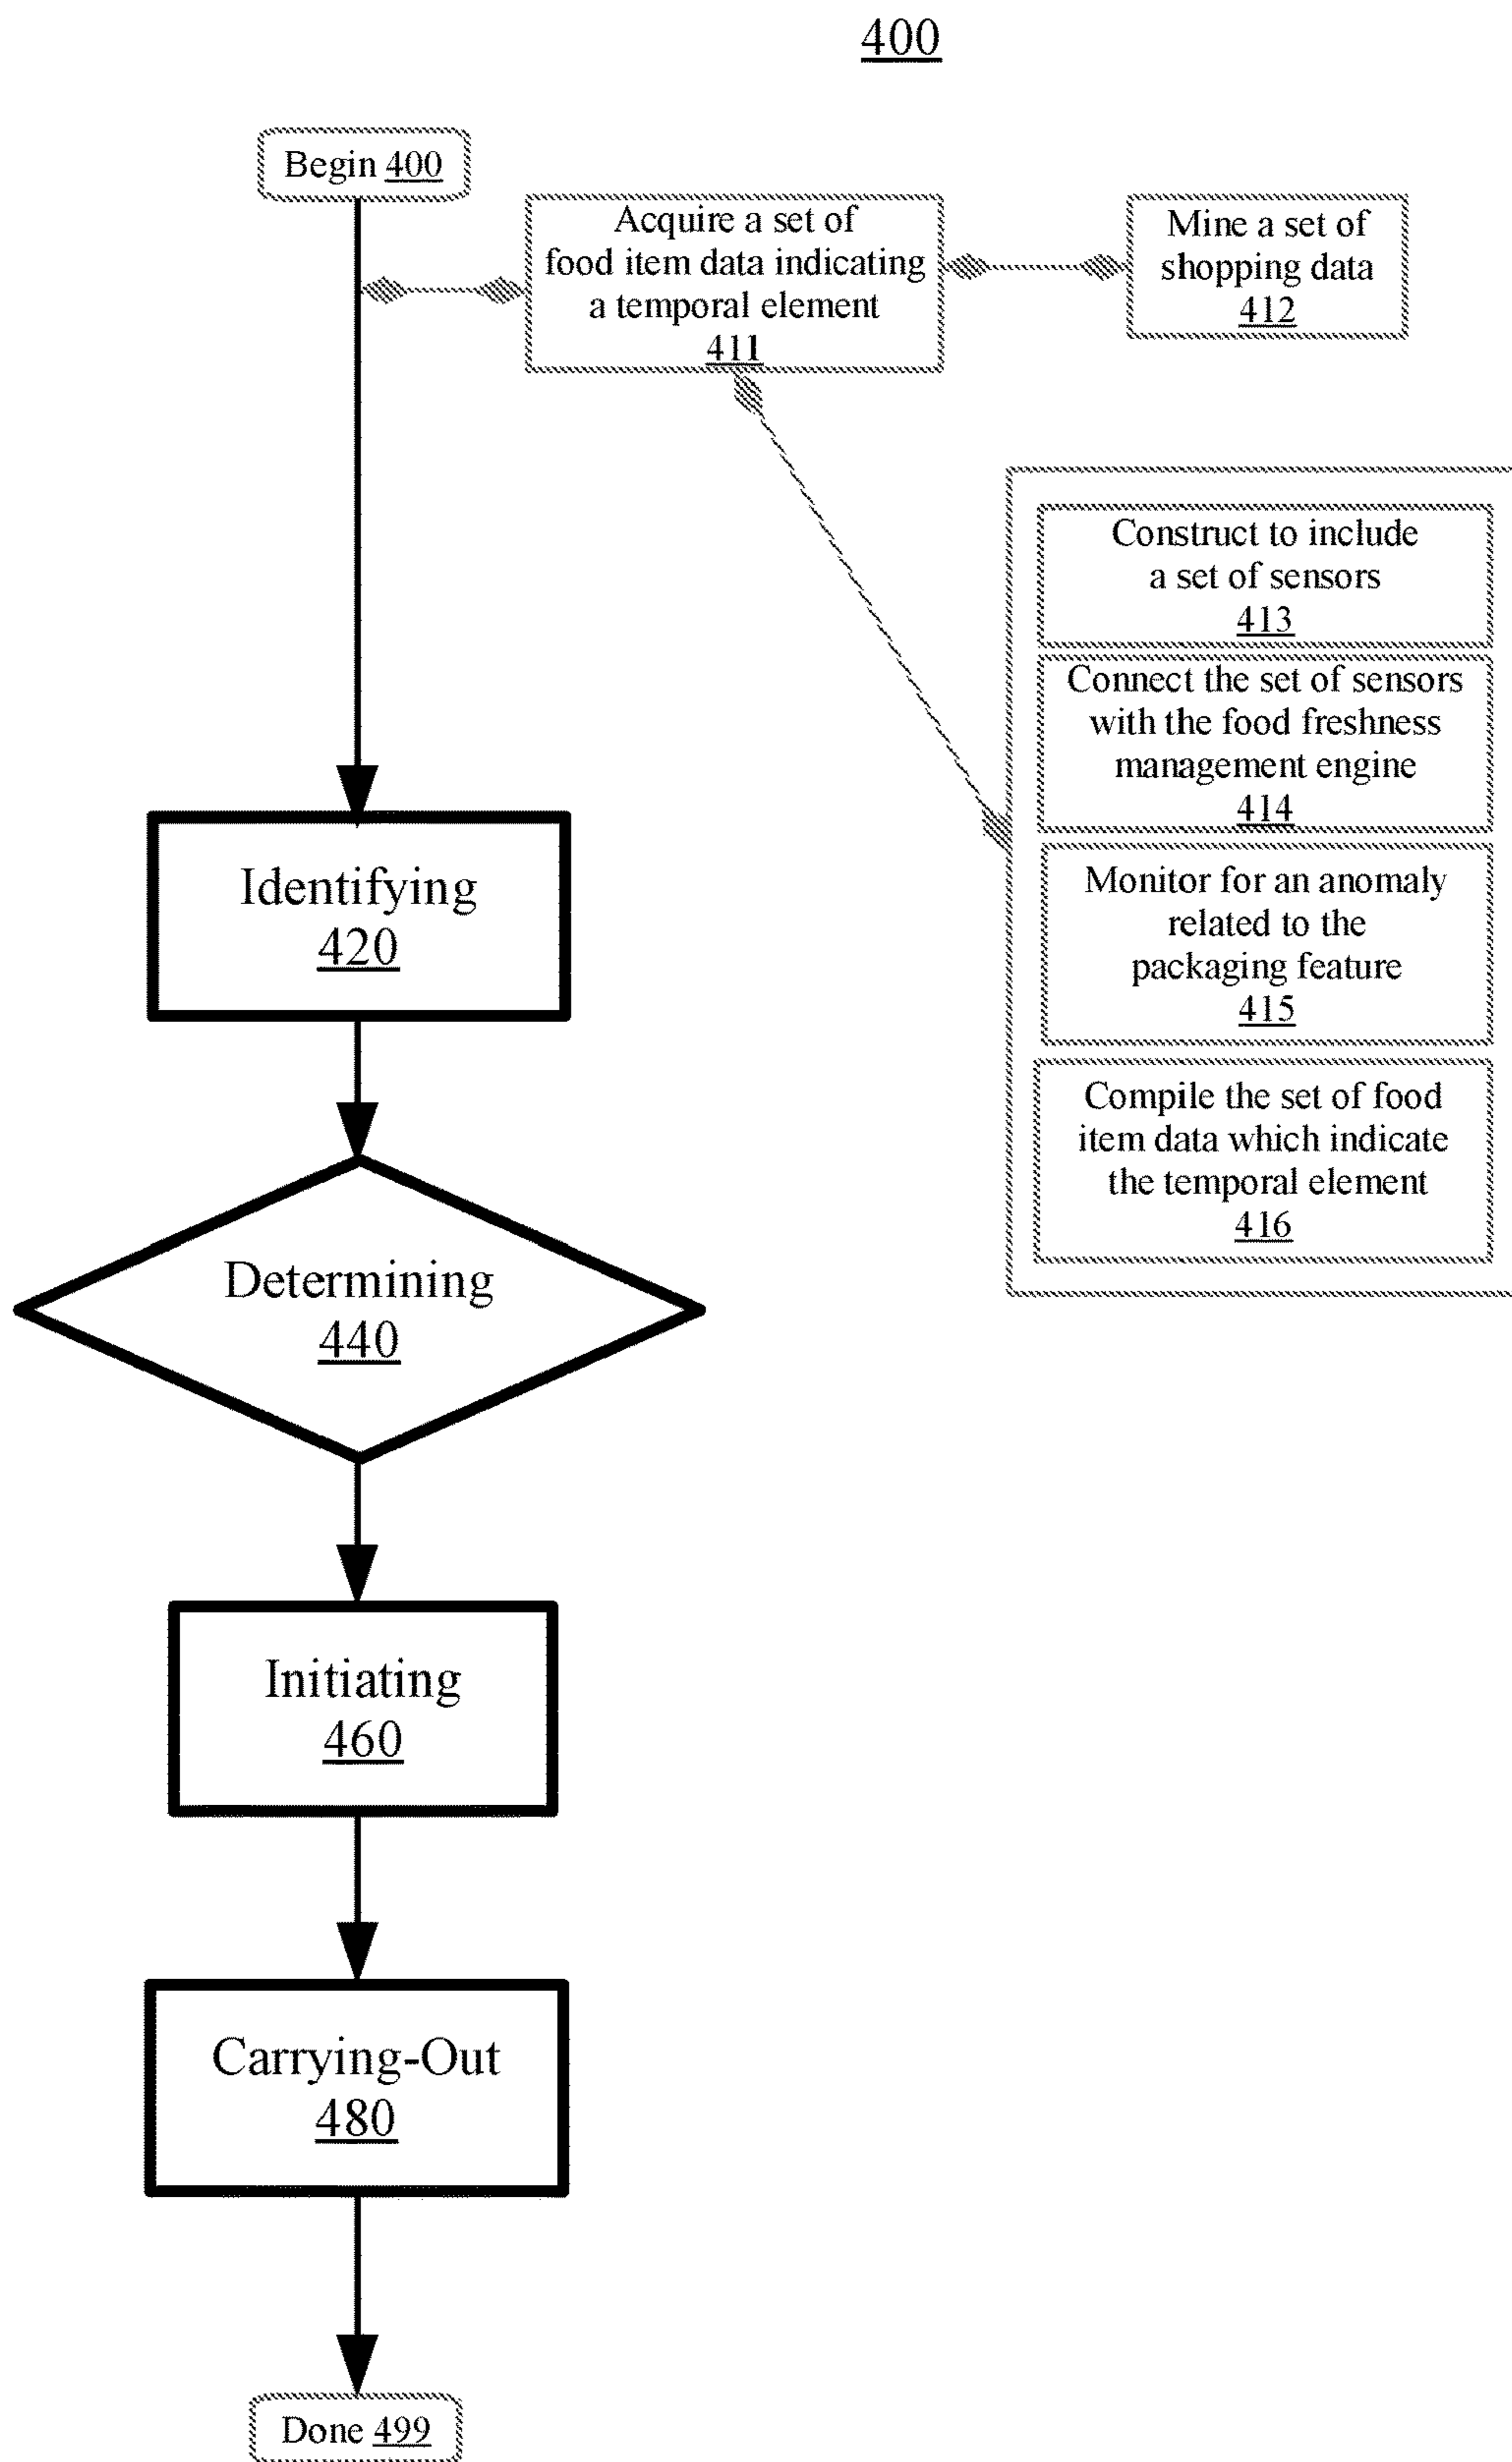 400
Begin 400
Acquire a set of
food item data indicating
a temporal element
411
Mine a set of
shopping data
412
Construct to include
a set of sensors
413
Connect the set of sensors
with the food freshness
management engine
414
Monitor for an anomaly
related to the
packaging feature
415
Compile the set of food
item data which indicate
the temporal element
416
Identifying
420
Determining
440
Initiating
460
Carrying-Out
480
Done 499